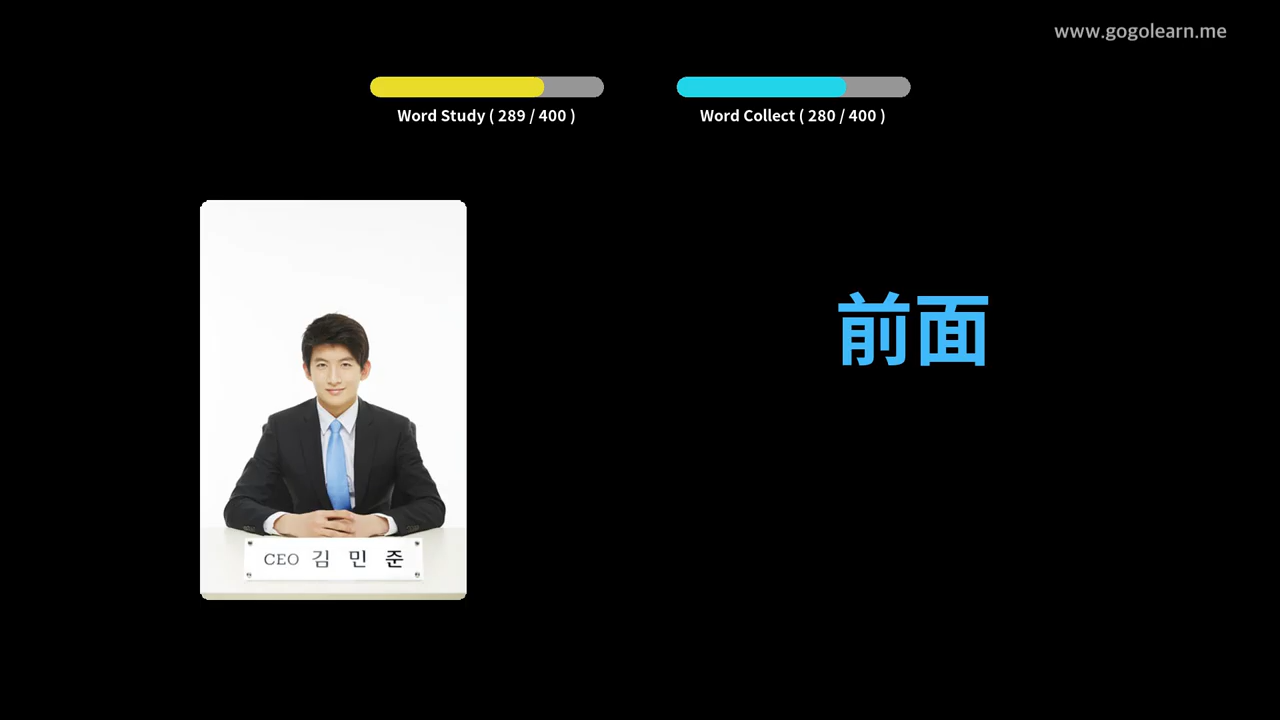 www.gogolearn.me
Word Study ( 289 / 400 )
Word Collect ( 280 / 400 )
前面
CEO 김 민 준